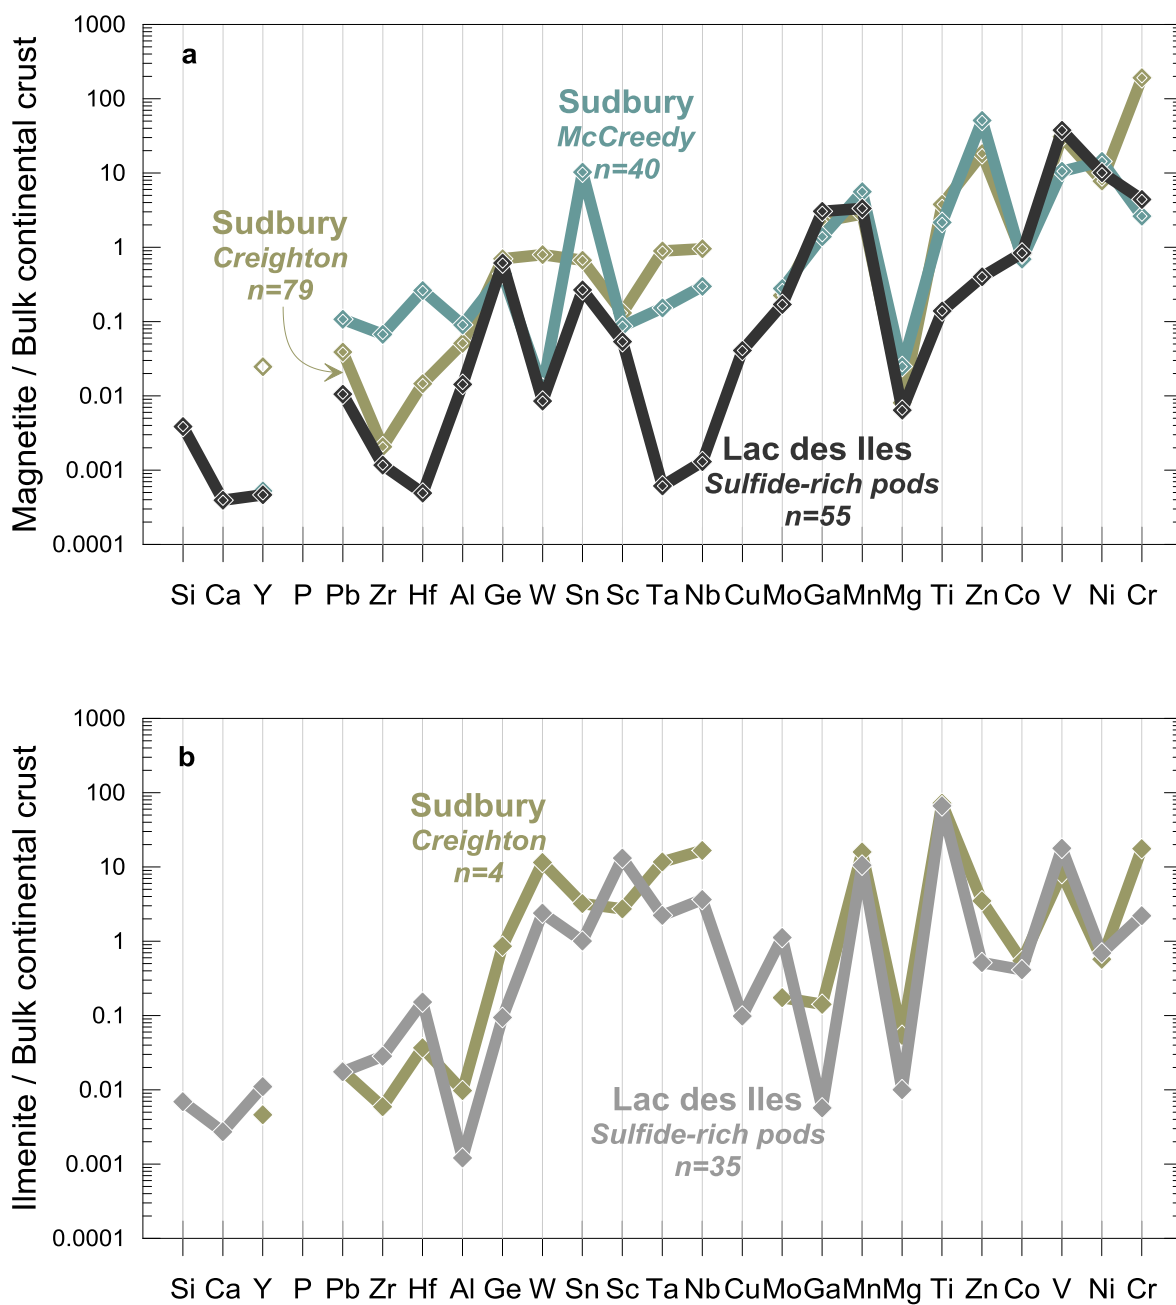 Magnetite / Bulk continental crust
1000
100
10
1
0.1
0.01
0.001
0.0001
a
Sudbury
McCreedy
n=40
Sudbury
Creighton
n=79
Lac des Iles
Sulfide-rich pods
n=55
Si Ca Y P Pb Zr Hf Al Ge W Sn Sc Ta Nb Cu Mo Ga Mn Mg Ti Zn Co V Ni Cr
Ilmenite / Bulk continental crust
1000
100
10
1
0.1
0.01
0.001
0.0001
b
Sudbury
Creighton
n=4
Lac des Iles
Sulfide-rich pods
n=35
Si Ca Y P Pb Zr Hf Al Ge W Sn Sc Ta Nb Cu Mo Ga Mn Mg Ti Zn Co V Ni Cr